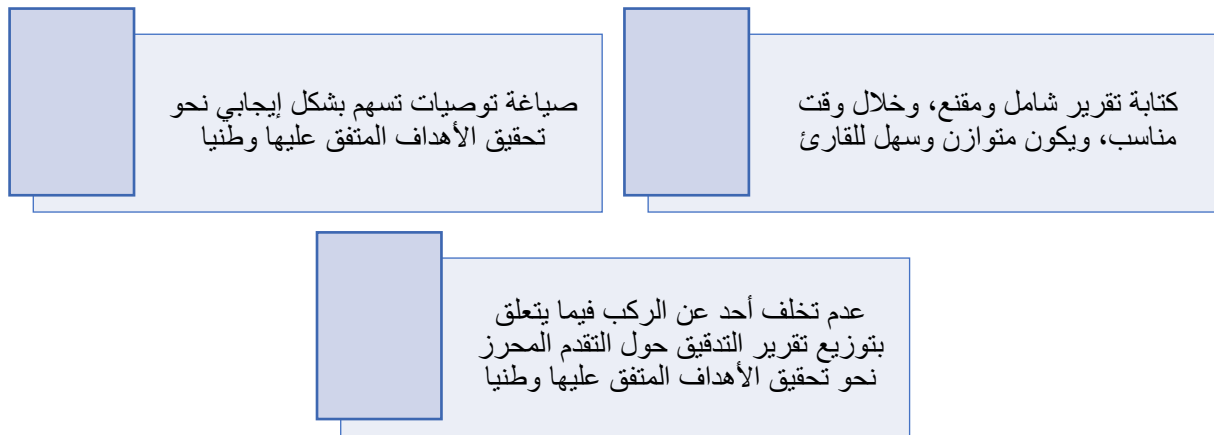 كتابة تقرير شامل ومقنع، وخلال وقت
مناسب، ويكون متوازن وسهل للقارئ
صياغة توصيات تسهم بشكل إيجابي نحو
تحقيق الأهداف المتفق عليها وطنيا
عدم تخلف أحد عن الركب فيما يتعلق
بتوزيع تقرير التدقيق حول التقدم المحرز
نحو تحقيق الأهداف المتفق عليها وطنيا